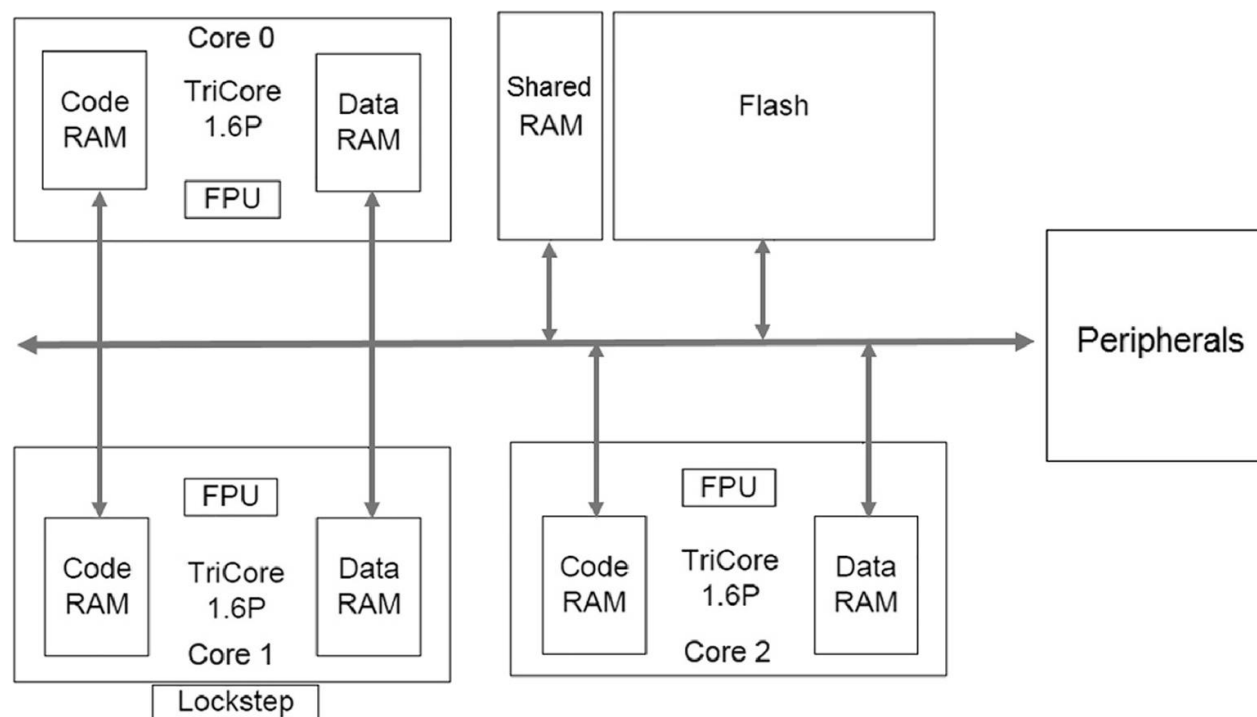 Core 0
Code
RAM
TriCore
1.6P
Data
RAM
FPU
Shared
RAM
Flash
Peripherals
FPU
Code
RAM
TriCore
1.6P
Data
RAM
Core 1
Lockstep
FPU
Code
RAM
TriCore
1.6P
Data
RAM
Core 2